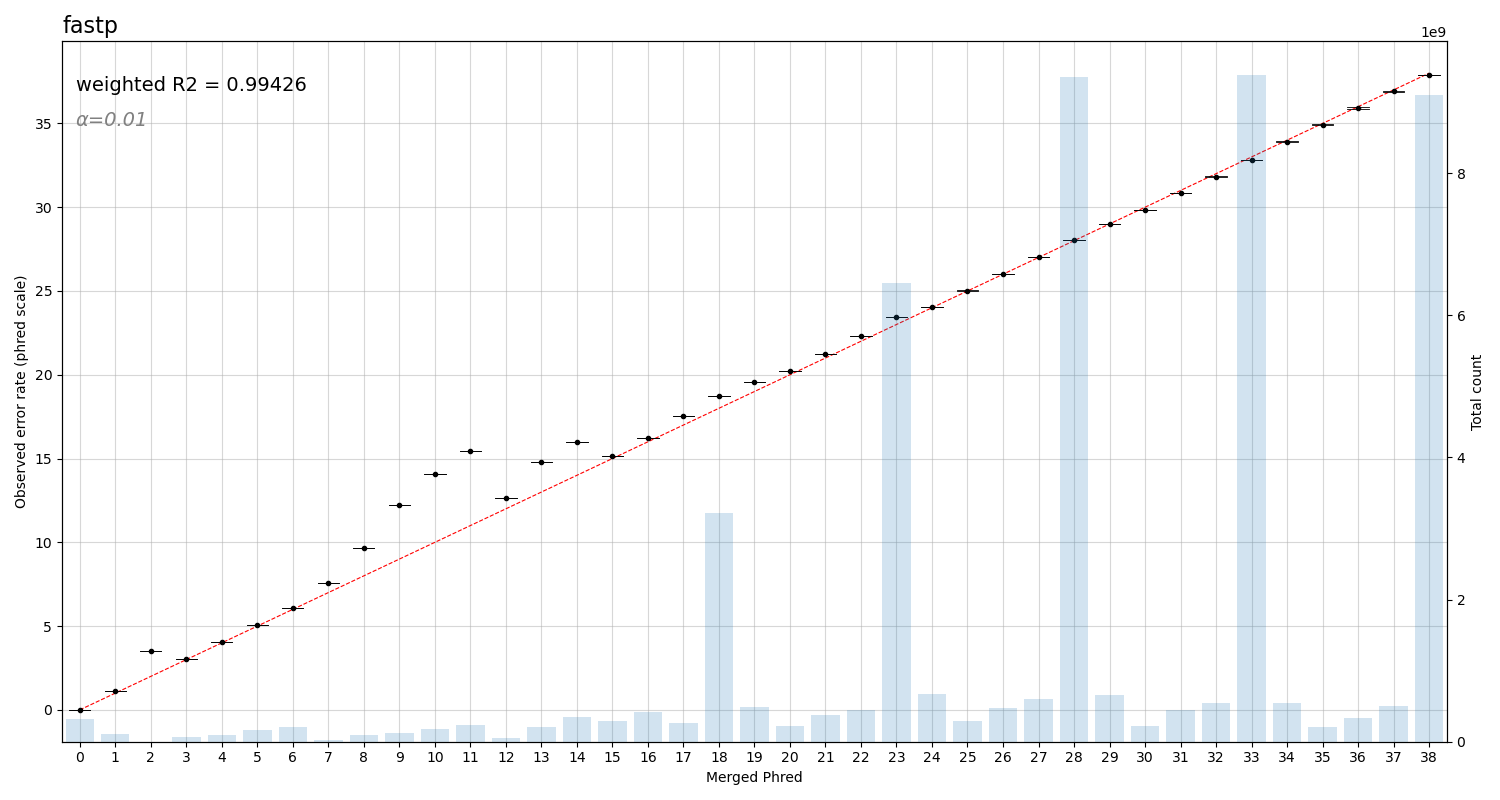 fastp
1e9
weighted R2 = 0.99426
α=0.01
Observed error rate (phred scale)
35
30
25
20
15
10
5
0
8
6
4
2
0
Total count
0 1 2 3 4 5 6 7 8 9 10 11 12 13 14 15 16 17 18 19 20 21 22 23 24 25 26 27 28 29 30 31 32 33 34 35 36 37 38
Merged Phred